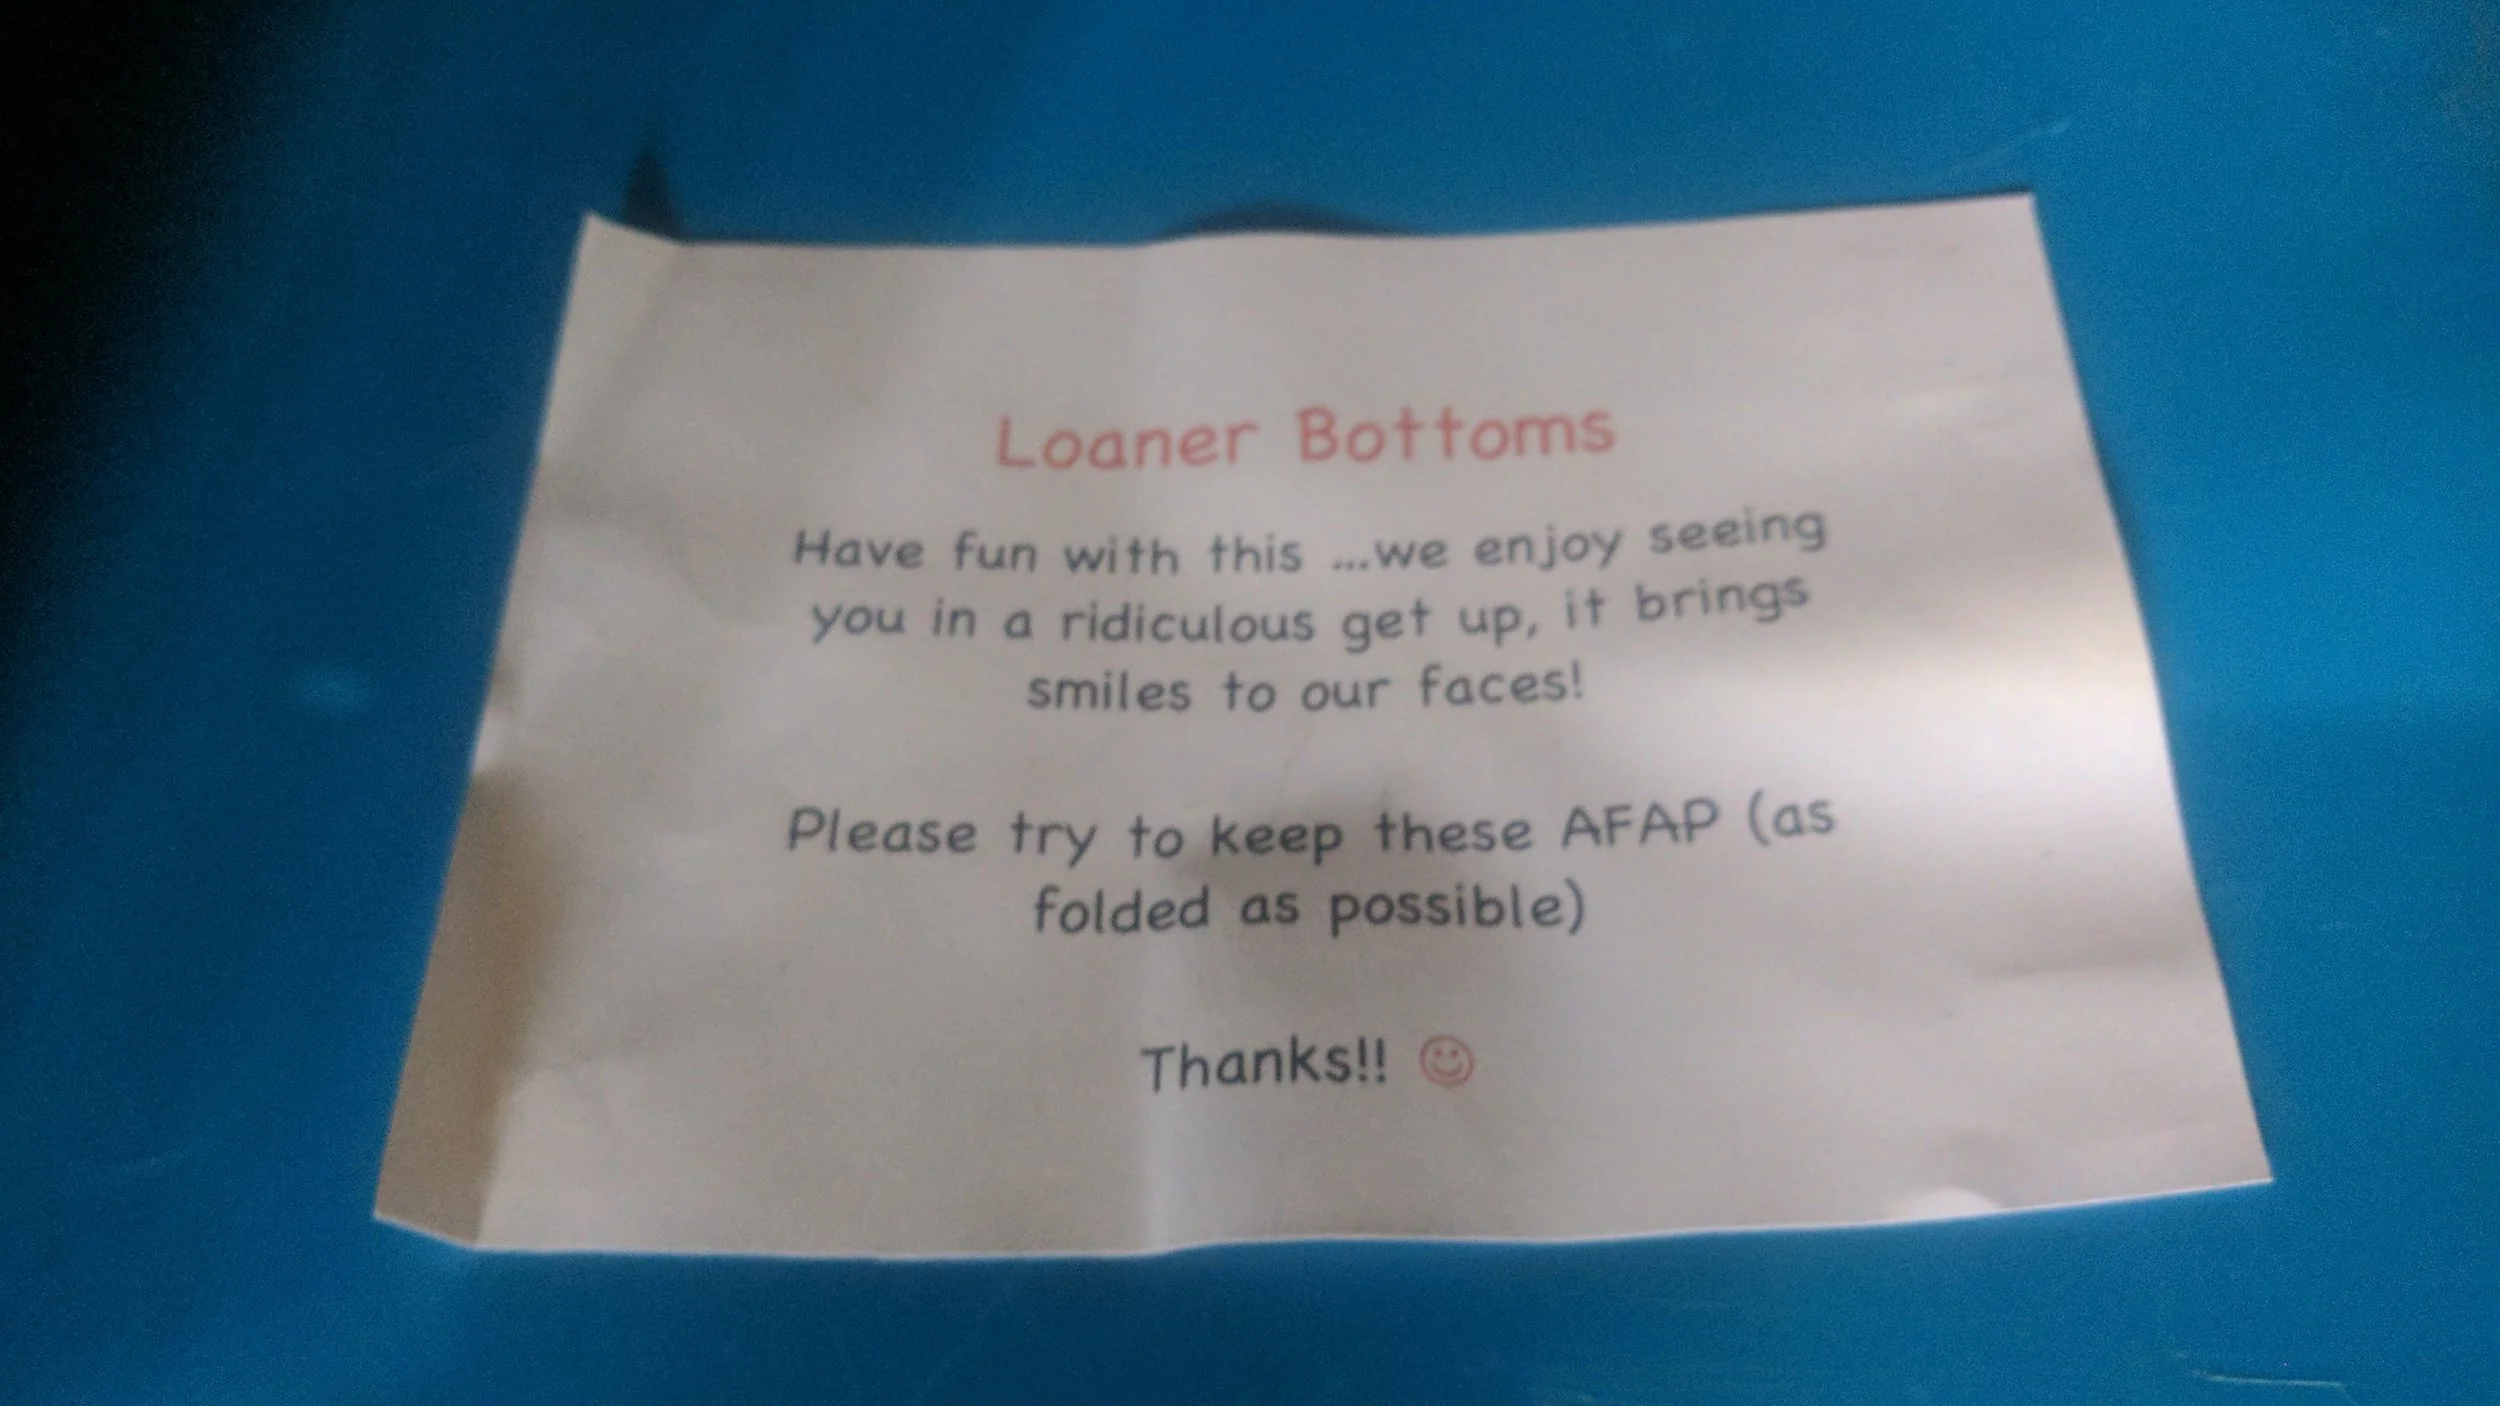 Loaner Bottoms
Have fun with this ...we enjoy seeing
you in a ridiculous get up, it brings
smiles to our faces!
Please try to keep these AFAP (as
folded as possible)
Thanks!! ☺